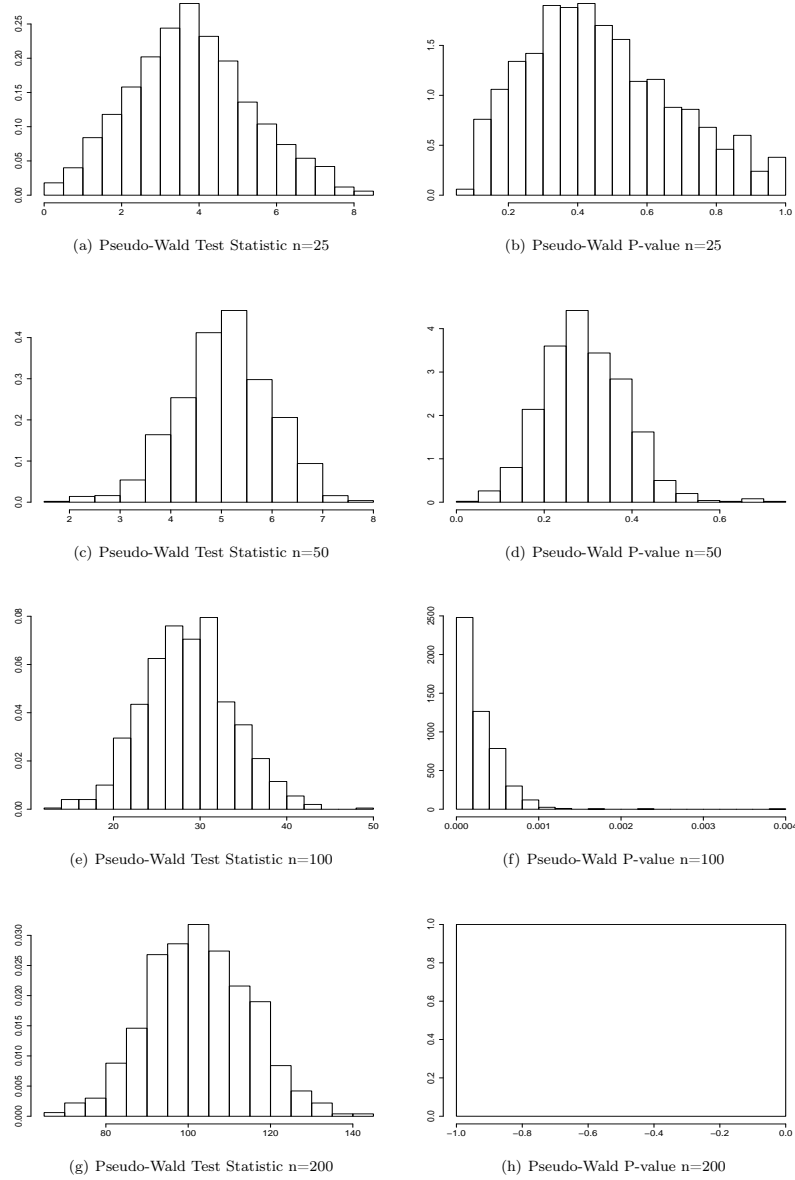 0.00 0.05 0.10 0.15 0.20 0.25
0 2 4 6 8
(a) Pseudo-Wald Test Statistic n=25
0.0 0.5 1.0 1.5
0.2 0.4 0.6 0.8 1.0
(b) Pseudo-Wald P-value n=25
0.0 0.1 0.2 0.3 0.4
2 3 4 5 6 7 8
(c) Pseudo-Wald Test Statistic n=50
0 1 2 3 4
0.0 0.2 0.4 0.6
(d) Pseudo-Wald P-value n=50
0.00 0.02 0.04 0.06 0.08
20 30 40 50
(e) Pseudo-Wald Test Statistic n=100
0 500 1000 1500 2000 2500
0.000 0.001 0.002 0.003 0.004
(f) Pseudo-Wald P-value n=100
0.000 0.005 0.010 0.015 0.020 0.025 0.030
80 100 120 140
(g) Pseudo-Wald Test Statistic n=200
0.0 0.2 0.4 0.6 0.8 1.0
−1.0 −0.8 −0.6 −0.4 −0.2 0.0
(h) Pseudo-Wald P-value n=200